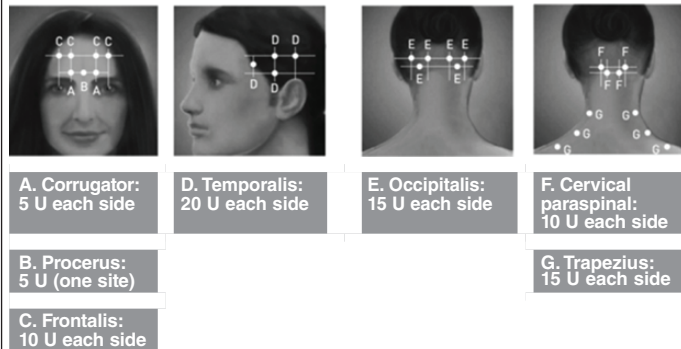 C C C C
A B A
D D
D D
E E E E
E E
F F
F F
G G
G G
G G
A. Corrugator:
5 U each side
B. Procerus:
5 U (one site)
C. Frontalis:
10 U each side
D. Temporalis:
20 U each side
E. Occipitalis:
15 U each side
F. Cervical
paraspinal:
10 U each side
G. Trapezius:
15 U each side